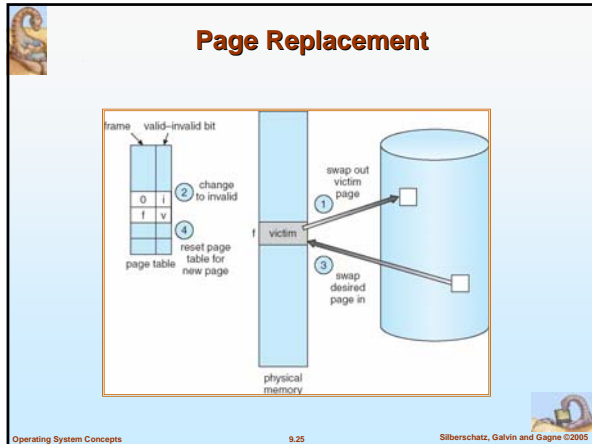 Page Replacement
frame valid–invalid bit
0 i
f v
2 change
to invalid
4
reset page
table for
new page
page table
f victim
physical
memory
swap out
victim
page
1
3
swap
desired
page in
Operating System Concepts 9.25 Silberschatz, Galvin and Gagne ©2005